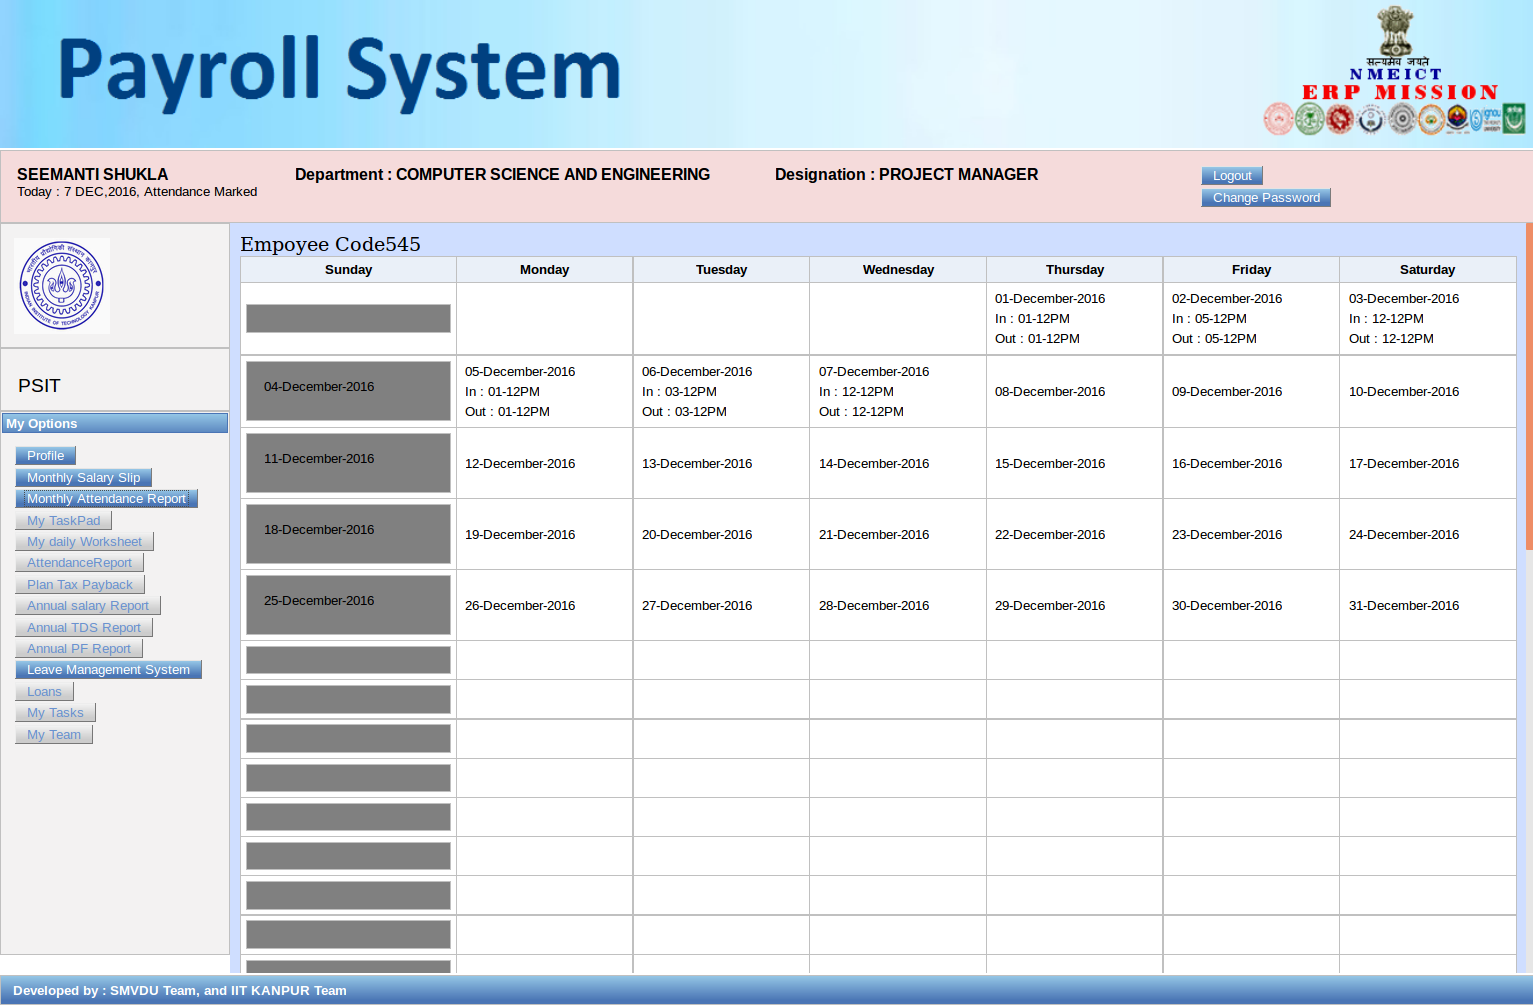 Payroll System
सत्यमेव जयते
NMEICT
ERP MISSION
SEEMANTI SHUKLA
Today : 7 DEC,2016, Attendance Marked
Department : COMPUTER SCIENCE AND ENGINEERING
Designation : PROJECT MANAGER
Logout
Change Password
PSIT
My Options
Profile
Monthly Salary Slip
Monthly Attendance Report
My TaskPad
My daily Worksheet
AttendanceReport
Plan Tax Payback
Annual salary Report
Annual TDS Report
Annual PF Report
Leave Management System
Loans
My Tasks
My Team
Empoyee Code545
Sunday Monday Tuesday Wednesday Thursday Friday Saturday
01-December-2016 02-December-2016 03-December-2016
In : 01-12PM In : 05-12PM In : 12-12PM
Out : 01-12PM Out : 05-12PM Out : 12-12PM
04-December-2016 05-December-2016 06-December-2016 07-December-2016 08-December-2016 09-December-2016 10-December-2016
In : 01-12PM In : 03-12PM In : 12-12PM
Out : 01-12PM Out : 03-12PM Out : 12-12PM
11-December-2016 12-December-2016 13-December-2016 14-December-2016 15-December-2016 16-December-2016 17-December-2016
18-December-2016 19-December-2016 20-December-2016 21-December-2016 22-December-2016 23-December-2016 24-December-2016
25-December-2016 26-December-2016 27-December-2016 28-December-2016 29-December-2016 30-December-2016 31-December-2016
Developed by : SMVDU Team, and IIT KANPUR Team